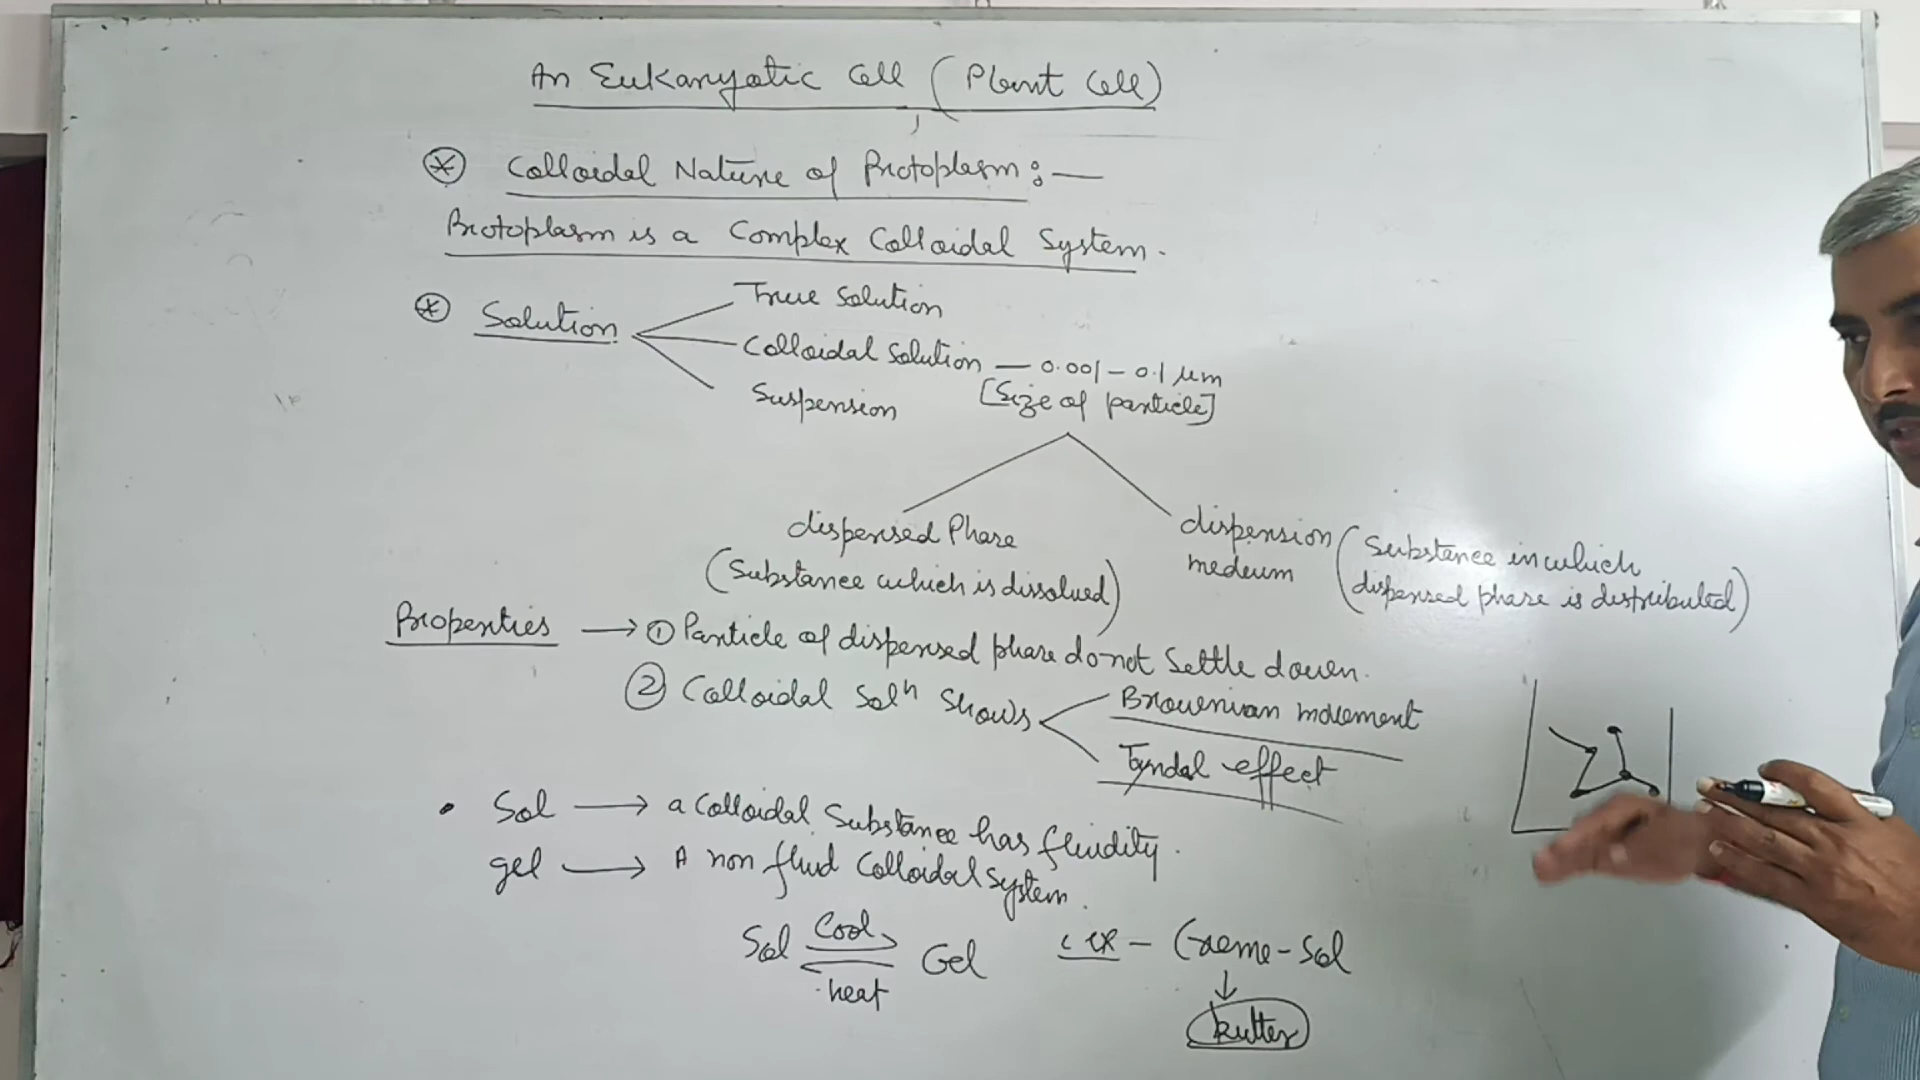 An Eukaryotic Cell (Plant Cell)
* Colloidal Nature of Protoplasm :—
Protoplasm is a Complex Colloidal System.
* Solution
True solution
Colloidal solution — 0.001 – 0.1 μm
[Size of particle]
Suspension
dispersed Phase
(Substance which is dissolved)
dispersion medium (Substance in which dispersed phase is distributed)
Properties → ① Particle of dispersed phase do not Settle down.
② Colloidal Solⁿ Shows
Brownian movement
Tyndal effect
• Sol → a Colloidal Substance has fluidity.
gel → A non fluid Colloidal System.
Sol Cool ⇌ heat Gel
ex – Creme – Sol
↓
butter